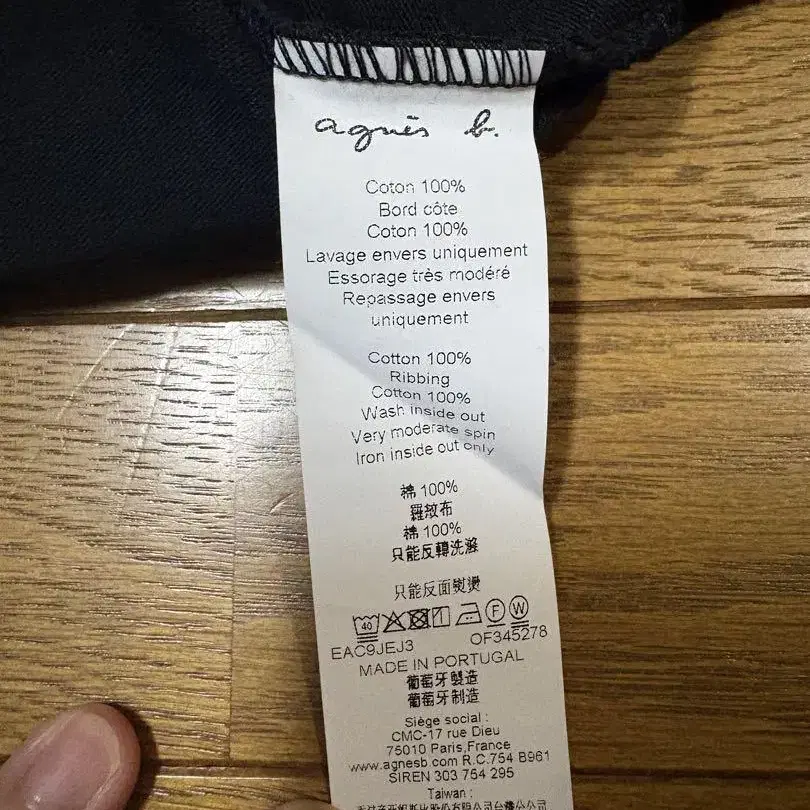 agnès b.
Coton 100%
Bord côte
Coton 100%
Lavage envers uniquement
Essorage très modéré
Repassage envers
uniquement
Cotton 100%
Ribbing
Cotton 100%
Wash inside out
Very moderate spin
Iron inside out only
棉 100%
羅紋布
棉 100%
只能反轉洗滌
只能反面熨燙
40 F W
EAC9JEJ3 OF345278
MADE IN PORTUGAL
葡萄牙製造
葡萄牙制造
Siège social :
CMC-17 rue Dieu
75010 Paris,France
www.agnesb.com R.C.754 B961
SIREN 303 754 295
Taiwan :